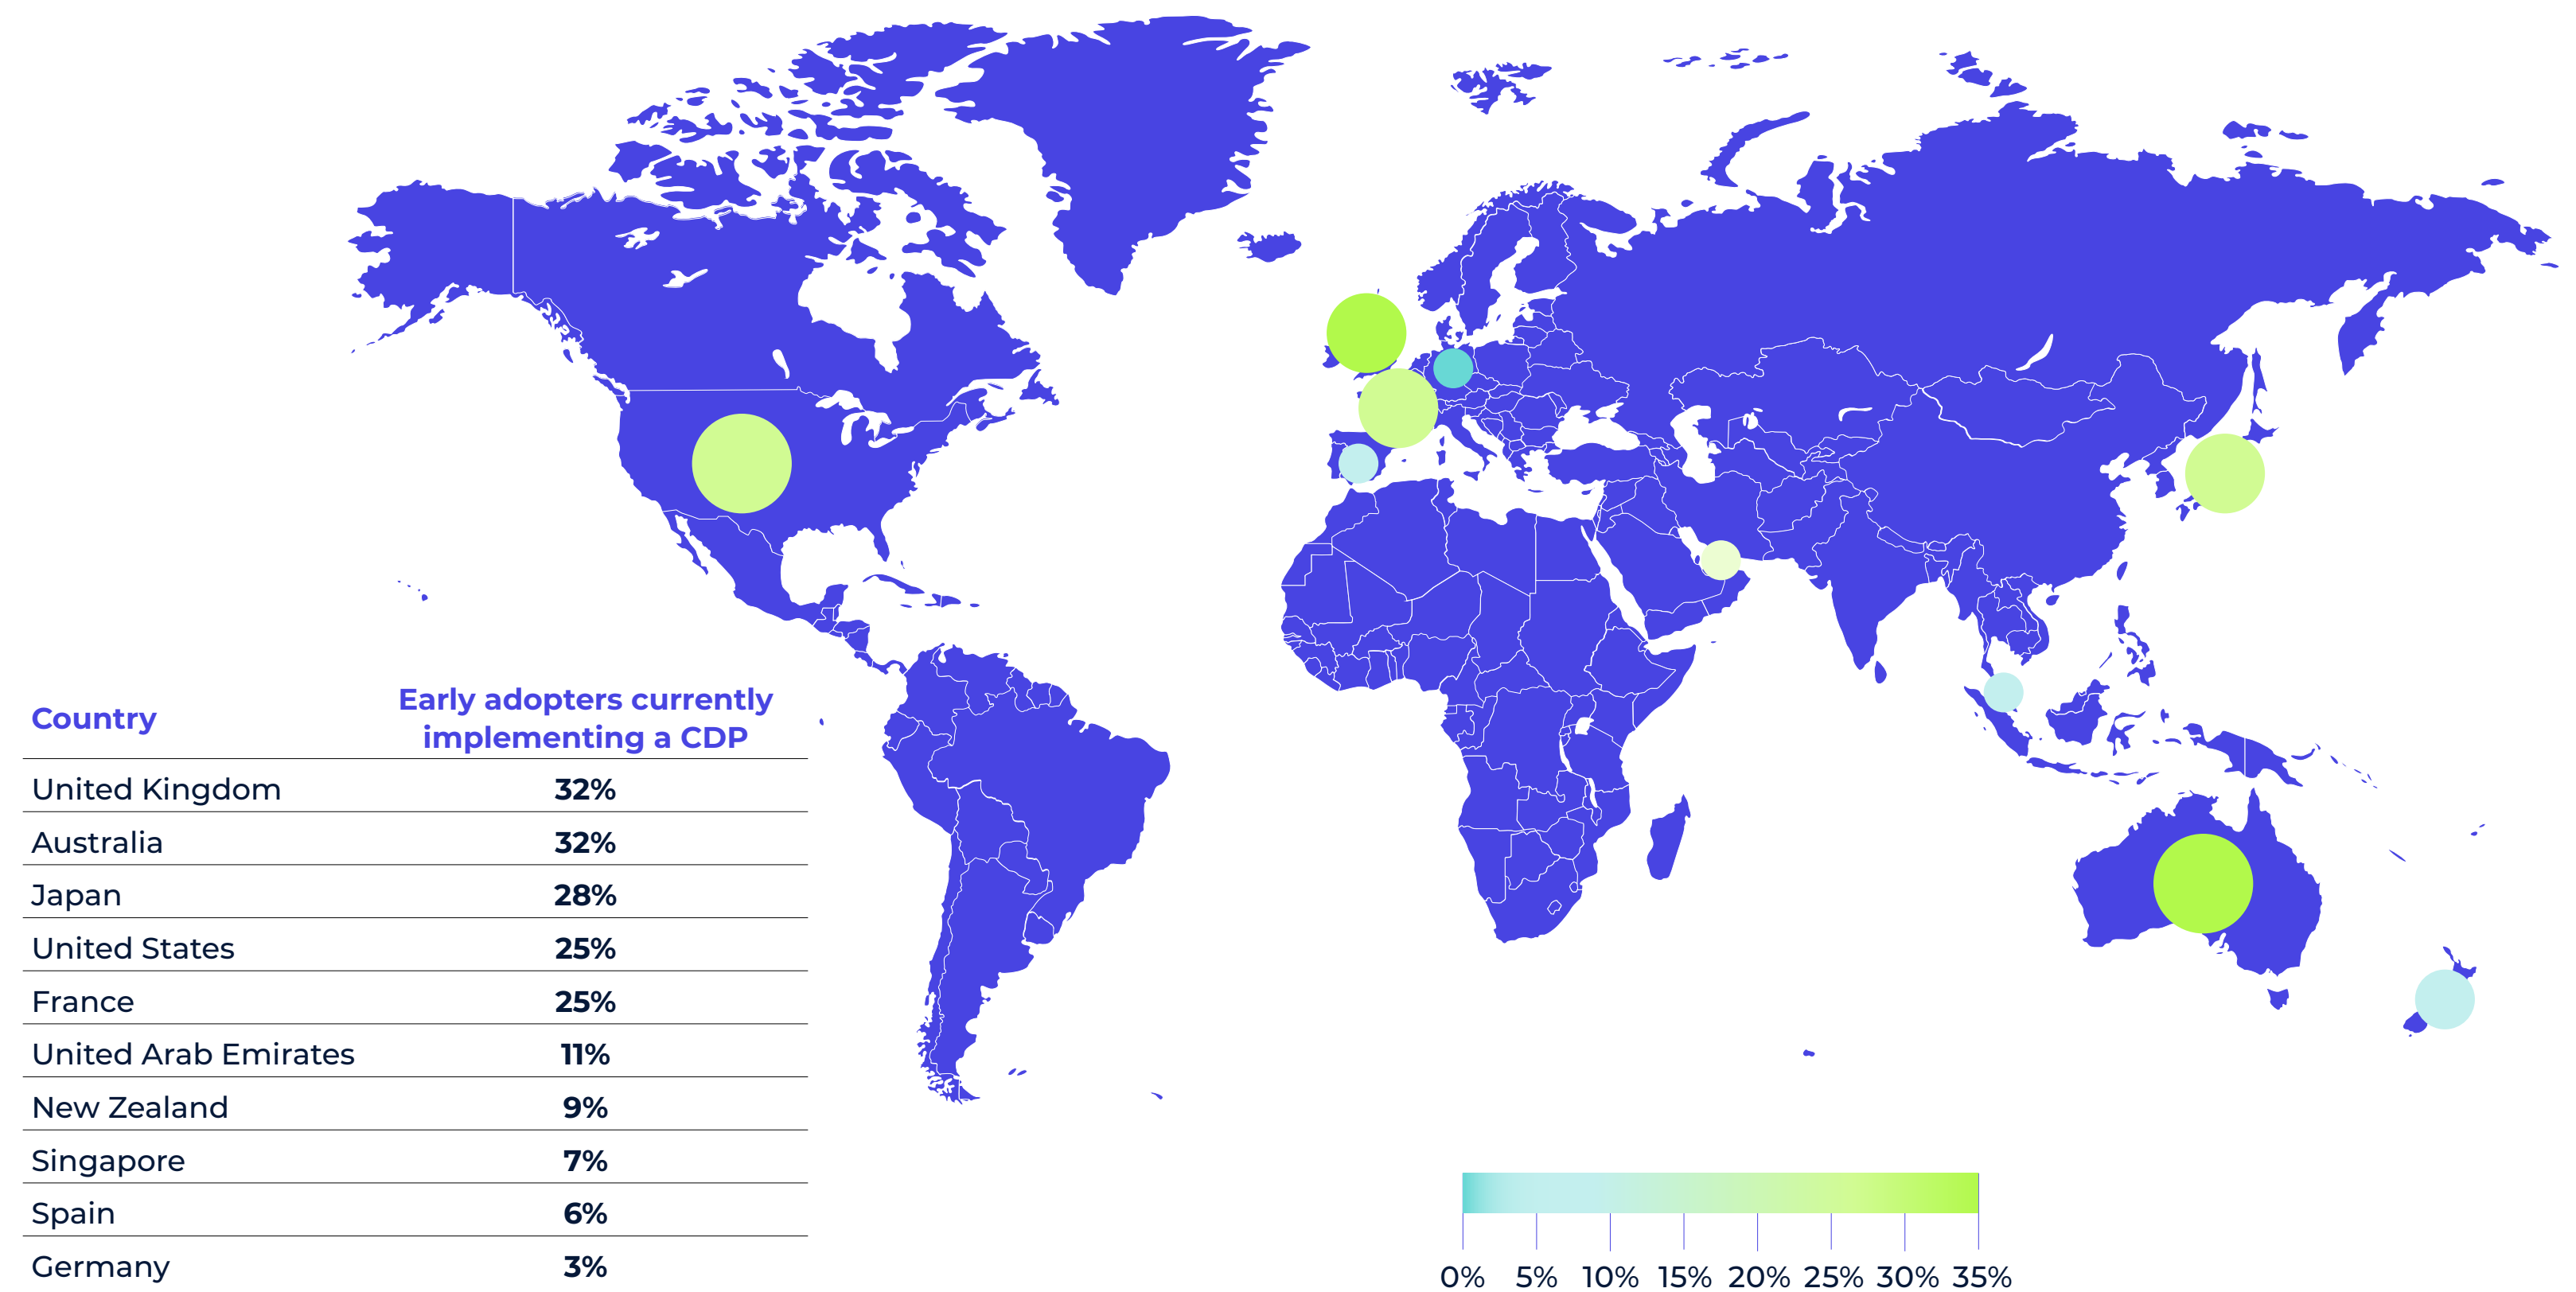 Country
Early adopters currently
implementing a CDP
United Kingdom 32%
Australia 32%
Japan 28%
United States 25%
France 25%
United Arab Emirates 11%
New Zealand 9%
Singapore 7%
Spain 6%
Germany 3%
0% 5% 10% 15% 20% 25% 30% 35%